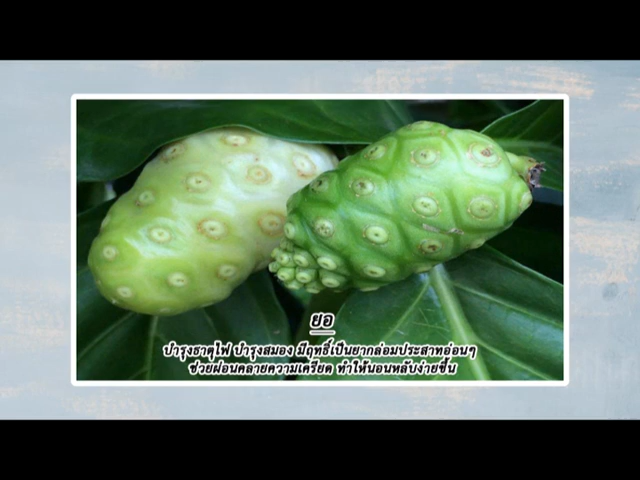 ยอ
บำรุงธาตุไฟ บำรุงสมอง มีฤทธิ์เป็นยากล่อมประสาทอ่อนๆ
ช่วยผ่อนคลายความเครียด ทำให้นอนหลับง่ายขึ้น